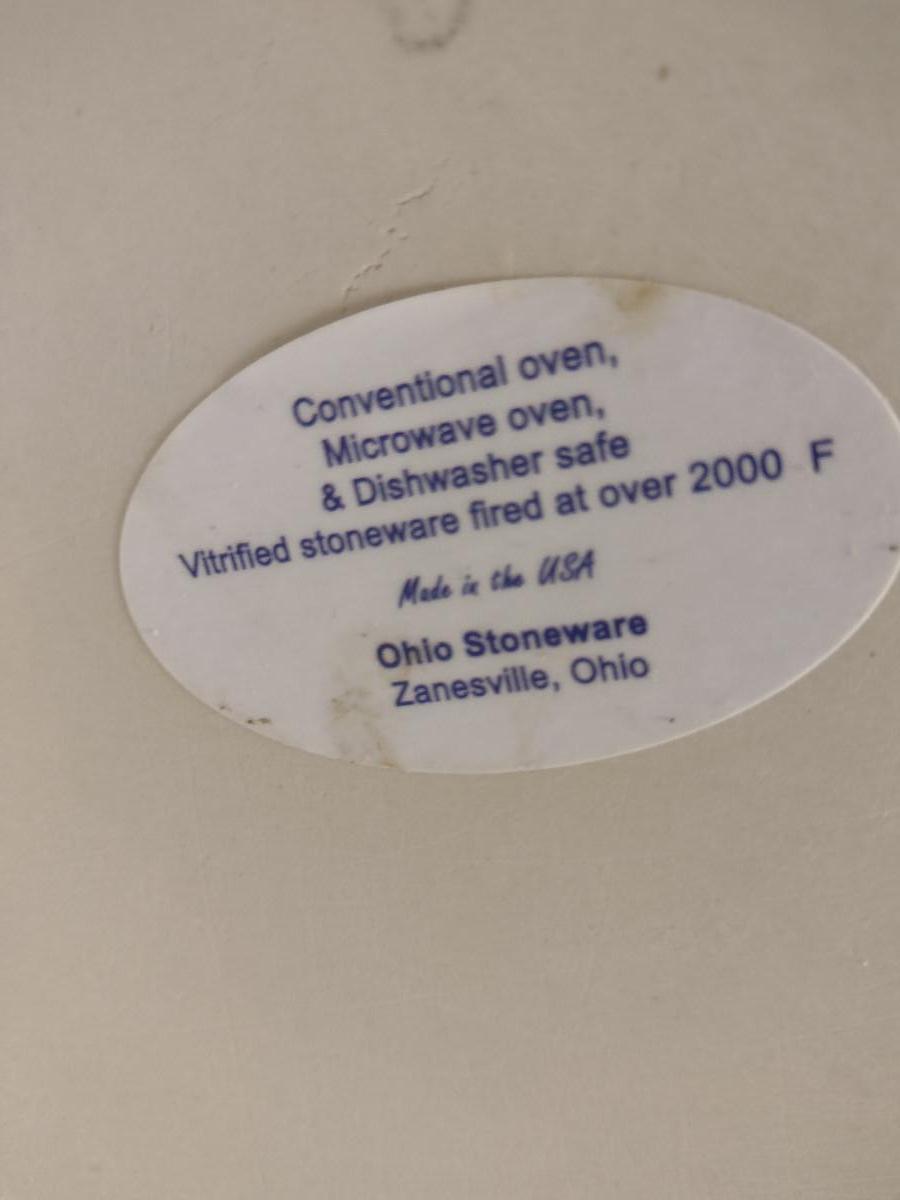 Conventional oven,
Microwave oven,
& Dishwasher safe
Vitrified stoneware fired at over 2000 F
Made in the USA
Ohio Stoneware
Zanesville, Ohio